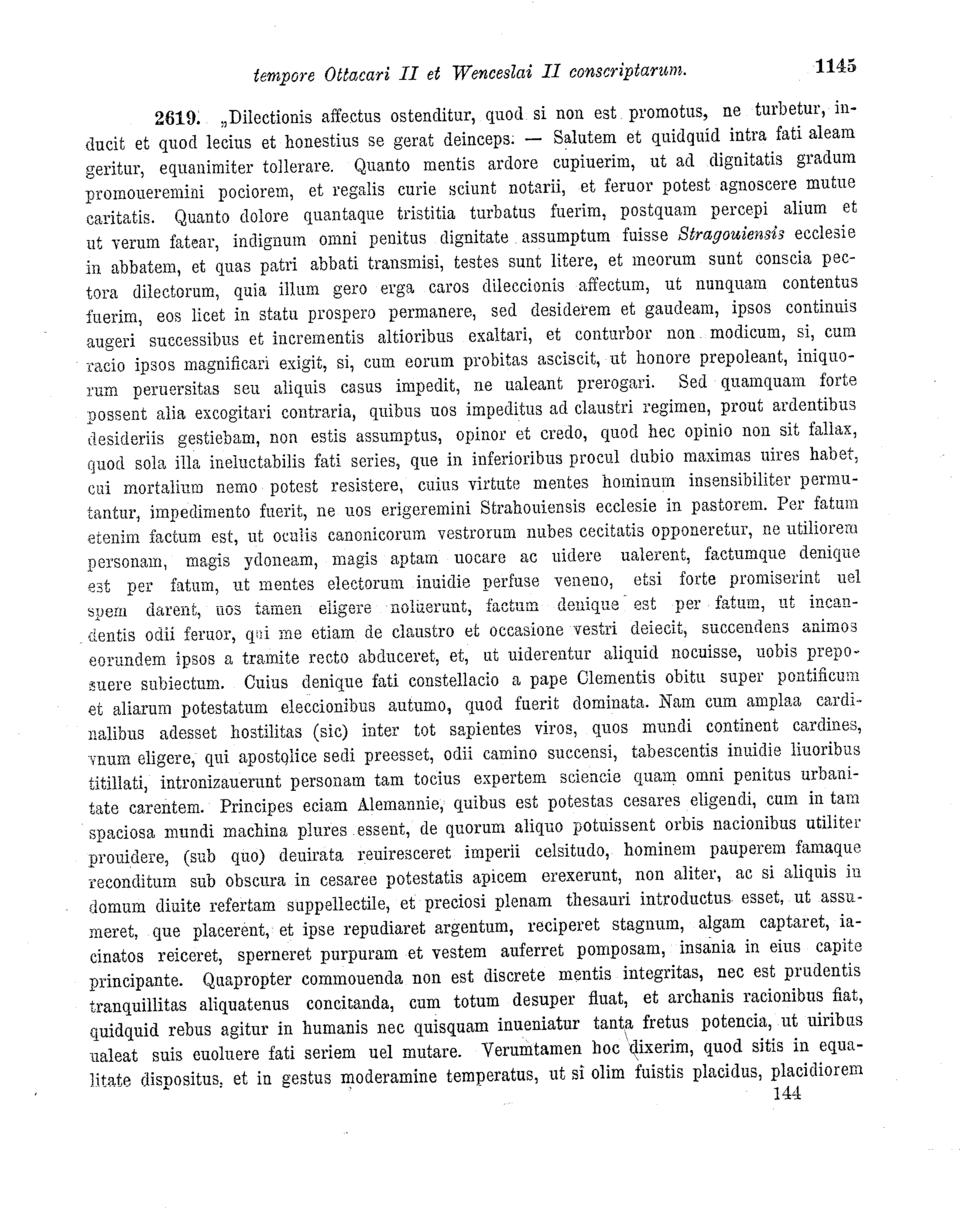 tempore Ottacari II et Wenceslai II conscriptarum. 1145
2619. „Dilectionis affectus ostenditur, quod si non est promotus, ne turbetur, in-
ducit et quod lecius et honestius se gerat deinceps. — Salutem et quidquid intra fati aleam
geritur, equanimiter tollerare. Quanto mentis ardore cupiuerim, ut ad dignitatis gradum
promoueremini pociorem, et regalis curie sciunt notarii, et feruor potest agnoscere mutue
caritatis. Quanto dolore quantaque tristitia turbatus fuerim, postquam percepi alium et
ut verum fatear, indignum omni penitus dignitate assumptum fuisse Stragouiensis ecclesie
in abbatem, et quas patri abbati transmisi, testes sunt litere, et meorum sunt conscia pec-
tora dilectorum, quia illum gero erga caros dileccionis affectum, ut nunquam contentus
fuerim, eos licet in statu prospero permanere, sed desiderem et gaudeam, ipsos continuis
augeri successibus et incrementis altioribus exaltari, et conturbor non modicum, si, cum
racio ipsos magnificari exigit, si, cum eorum probitas asciscit, ut honore prepoleant, iniquo-
rum peruersitas seu aliquis casus impedit, ne ualeant prerogari. Sed quamquam forte
possent alia excogitari contraria, quibus uos impeditus ad claustri regimen, prout ardentibus
desideriis gestiebam, non estis assumptus, opinor et credo, quod hec opinio non sit fallax,
quod sola illa ineluctabilis fati series, que in inferioribus procul dubio maximas uires habet,
cui mortalium nemo potest resistere, cuius virtute mentes hominum insensibiliter permu-
tantur, impedimento fuerit, ne uos erigeremini Strahouiensis ecclesie in pastorem. Per fatum
etenim factum est, ut oculis canonicorum vestrorum nubes cecitatis opponeretur, ne utiliorem
personam, magis ydoneam, magis aptam uocare ac uidere ualerent, factumque denique
est per fatum, ut mentes electorum inuidie perfuse veneno, etsi forte promiserint uel
spem darent, uos tamen eligere noluerunt, factum denique est per fatum, ut incan-
dentis odii feruor, qui me etiam de claustro et occasione vestri deiecit, succendens animos
eorundem ipsos a tramite recto abduceret, et, ut uiderentur aliquid nocuisse, uobis prepo-
suere subiectum. Cuius denique fati constellacio a pape Clementis obitu super pontificum
et aliarum potestatum eleccionibus autumo, quod fuerit dominata. Nam cum amplaa cardi-
nalibus adesset hostilitas (sic) inter tot sapientes viros, quos mundi continent cardines,
vnum eligere, qui apostolice sedi preesset, odii camino succensi, tabescentis inuidie liuoribus
titillati, intronizauerunt personam tam tocius expertem sciencie quam omni penitus urbani-
tate carentem. Principes eciam Alemannie, quibus est potestas cesares eligendi, cum in tam
spaciosa mundi machina plures essent, de quorum aliquo potuissent orbis nacionibus utiliter
prouidere, (sub quo) deuirata reuiresceret imperii celsitudo, hominem pauperem famaque
reconditum sub obscura in cesaree potestatis apicem erexerunt, non aliter, ac si aliquis in
domum diuite refertam suppellectile, et preciosi plenam thesauri introductus esset, ut assu-
meret, que placerent, et ipse repudiaret argentum, reciperet stagnum, algam captaret, ia-
cinatos reiceret, sperneret purpuram et vestem auferret pomposam, insania in eius capite
principante. Quapropter commouenda non est discrete mentis integritas, nec est prudentis
tranquillitas aliquatenus concitanda, cum totum desuper fluat, et archanis racionibus fiat,
quidquid rebus agitur in humanis nec quisquam inueniatur tanta fretus potencia, ut uiribus
ualeat suis euoluere fati seriem uel mutare. Verumtamen hoc dixerim, quod sitis in equa-
litate dispositus, et in gestus moderamine temperatus, ut si olim fuistis placidus, placidiorem
144